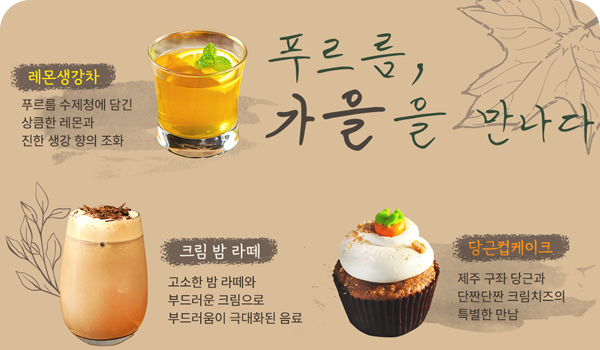 푸르름,
가을을 만나다
레몬생강차
푸르름 수제청에 담긴
상큼한 레몬과
진한 생강 향의 조화
크림 밤 라떼
고소한 밤 라떼와
부드러운 크림으로
부드러움이 극대화된 음료
당근컵케이크
제주 구좌 당근과
단짠단짠 크림치즈의
특별한 만남